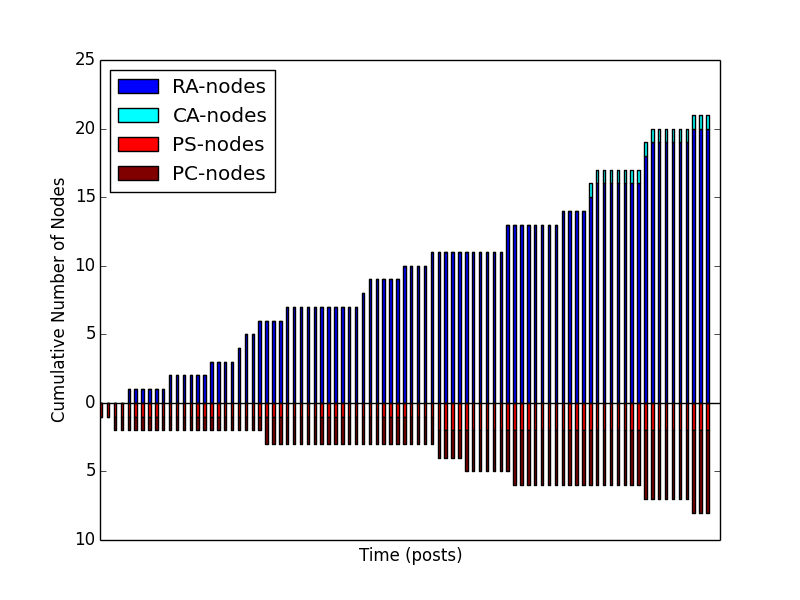 25
20
15
10
5
0
5
10
Cumulative Number of Nodes
RA-nodes
CA-nodes
PS-nodes
PC-nodes
Time (posts)